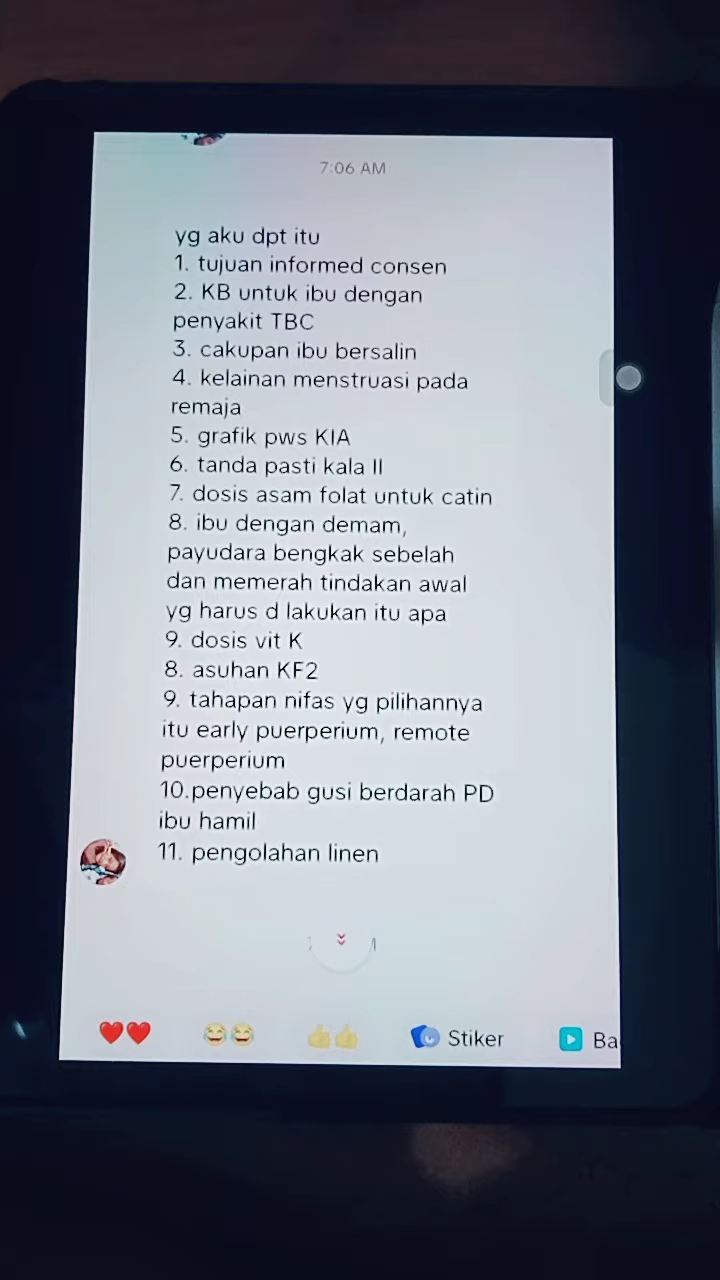 7:06 AM
yg aku dpt itu
1. tujuan informed consen
2. KB untuk ibu dengan
penyakit TBC
3. cakupan ibu bersalin
4. kelainan menstruasi pada
remaja
5. grafik pws KIA
6. tanda pasti kala II
7. dosis asam folat untuk catin
8. ibu dengan demam,
payudara bengkak sebelah
dan memerah tindakan awal
yg harus d lakukan itu apa
9. dosis vit K
8. asuhan KF2
9. tahapan nifas yg pilihannya
itu early puerperium, remote
puerperium
10.penyebab gusi berdarah PD
ibu hamil
11. pengolahan linen
Stiker
Ba